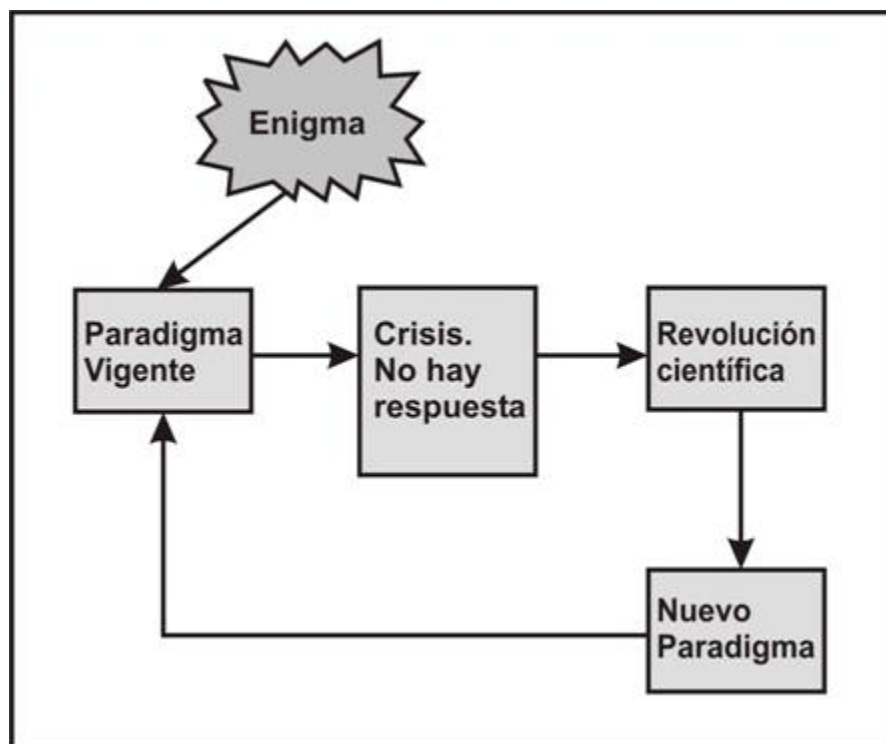 Enigma
Paradigma
Vigente
Crisis.
No hay
respuesta
Revolución
científica
Nuevo
Paradigma